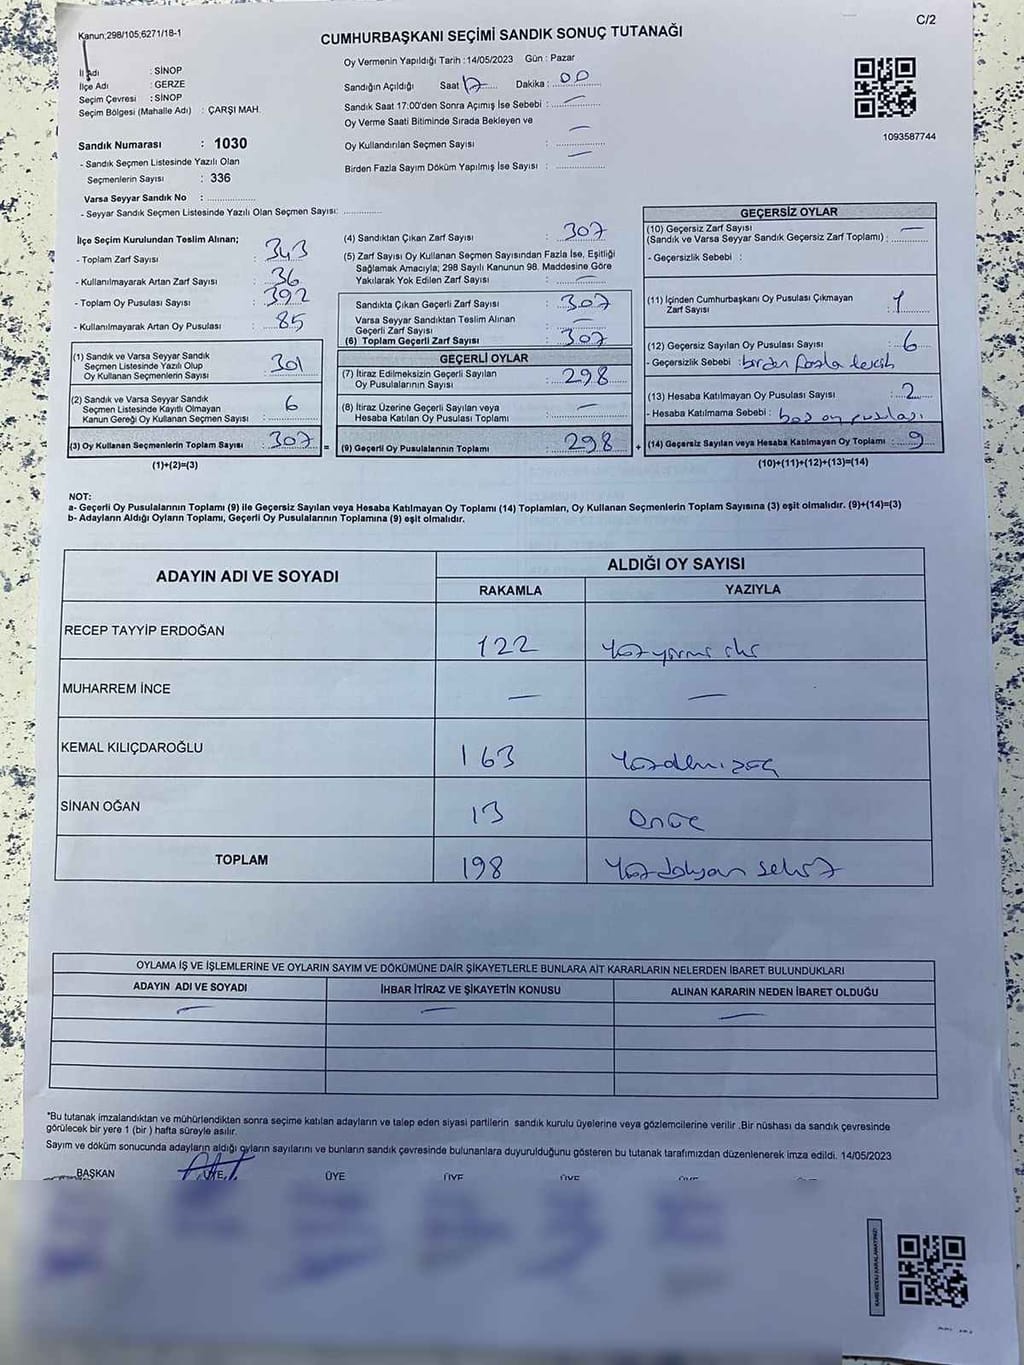 Kanun;298/105;6271/18-1
C/2
CUMHURBAŞKANI SEÇİMİ SANDIK SONUÇ TUTANAĞI
İl Adı : SİNOP
İlçe Adı : GERZE
Seçim Çevresi : SİNOP
Seçim Bölgesi (Mahalle Adı) : ÇARŞI MAH.
Sandık Numarası : 1030
- Sandık Seçmen Listesinde Yazılı Olan
Seçmenlerin Sayısı : 336
Varsa Seyyar Sandık No : ..................
- Seyyar Sandık Seçmen Listesinde Yazılı Olan Seçmen Sayısı: ..............
Oy Vermenin Yapıldığı Tarih : 14/05/2023 Gün : Pazar
Sandığın Açıldığı Saat 17 Dakika : 00
Sandık Saat 17:00'den Sonra Açımış İse Sebebi : —
Oy Verme Saati Bitiminde Sırada Bekleyen ve
Oy Kullandırılan Seçmen Sayısı : —
Birden Fazla Sayım Döküm Yapılmış İse Sayısı : —
1093587744
İlçe Seçim Kurulundan Teslim Alınan;
- Toplam Zarf Sayısı : 343
- Kullanılmayarak Artan Zarf Sayısı : 36
- Toplam Oy Pusulası Sayısı : 392
- Kullanılmayarak Artan Oy Pusulası : 85
(1) Sandık ve Varsa Seyyar Sandık
Seçmen Listesinde Yazılı Olup
Oy Kullanan Seçmenlerin Sayısı : 301
(2) Sandık ve Varsa Seyyar Sandık
Seçmen Listesinde Kayıtlı Olmayan
Kanun Gereği Oy Kullanan Seçmen Sayısı : 6
(3) Oy Kullanan Seçmenlerin Toplam Sayısı : 307 =
(1)+(2)=(3)
(4) Sandıktan Çıkan Zarf Sayısı : 307
(5) Zarf Sayısı Oy Kullanan Seçmen Sayısından Fazla İse, Eşitliği
Sağlamak Amacıyla; 298 Sayılı Kanunun 98. Maddesine Göre
Yakılarak Yok Edilen Zarf Sayısı : —
Sandıkta Çıkan Geçerli Zarf Sayısı : 307
Varsa Seyyar Sandıktan Teslim Alınan
Geçerli Zarf Sayısı : —
(6) Toplam Geçerli Zarf Sayısı : 307
GEÇERLİ OYLAR
(7) İtiraz Edilmeksizin Geçerli Sayılan
Oy Pusulalarının Sayısı : 298
(8) İtiraz Üzerine Geçerli Sayılan veya
Hesaba Katılan Oy Pusulaları Toplamı : —
(9) Geçerli Oy Pusulalarının Toplamı : 298 +
GEÇERSİZ OYLAR
(10) Geçersiz Zarf Sayısı
(Sandık ve Varsa Seyyar Sandık Geçersiz Zarf Toplamı) : —
- Geçersizlik Sebebi :
(11) İçinden Cumhurbaşkanı Oy Pusulası Çıkmayan
Zarf Sayısı : 1
(12) Geçersiz Sayılan Oy Pusulası Sayısı : 6
- Geçersizlik Sebebi : birden fazla tercih
(13) Hesaba Katılmayan Oy Pusulası Sayısı : 2
- Hesaba Katılmama Sebebi : boş oy pusulası
(14) Geçersiz Sayılan veya Hesaba Katılmayan Oy Toplamı : 9
(10)+(11)+(12)+(13)=(14)
NOT:
a- Geçerli Oy Pusulalarının Toplamı (9) ile Geçersiz Sayılan veya Hesaba Katılmayan Oy Toplamı (14) Toplamları, Oy Kullanan Seçmenlerin Toplam Sayısına (3) eşit olmalıdır. (9)+(14)=(3)
b- Adayların Aldığı Oyların Toplamı, Geçerli Oy Pusulalarının Toplamına (9) eşit olmalıdır.
ADAYIN ADI VE SOYADI
ALDIĞI OY SAYISI
RAKAMLA YAZIYLA
RECEP TAYYİP ERDOĞAN 122 Yüzyirmi iki
MUHARREM İNCE — —
KEMAL KILIÇDAROĞLU 163
SİNAN OĞAN 13 Onüç
TOPLAM 198 Yüzdoksan sekiz
OYLAMA İŞ VE İŞLEMLERİNE VE OYLARIN SAYIM VE DÖKÜMÜNE DAİR ŞİKAYETLERLE BUNLARA AİT KARARLARIN NELERDEN İBARET BULUNDUKLARI
ADAYIN ADI VE SOYADI İHBAR İTİRAZ VE ŞİKAYETİN KONUSU ALINAN KARARIN NEDEN İBARET OLDUĞU
— — —
*Bu tutanak imzalandıktan ve mühürlendikten sonra seçime katılan adayların ve talep eden siyasi partilerin sandık kurulu üyelerine veya gözlemcilerine verilir .Bir nüshası da sandık çevresinde
görülecek bir yere 1 (bir ) hafta süreyle asılır.
Sayım ve döküm sonucunda adayların aldığı oyların sayılarını ve bunların sandık çevresinde bulunanlara duyurulduğunu gösteren bu tutanak tarafımızdan düzenlenerek imza edildi. 14/05/2023
BAŞKAN ÜYE ÜYE ÜYE ÜYE